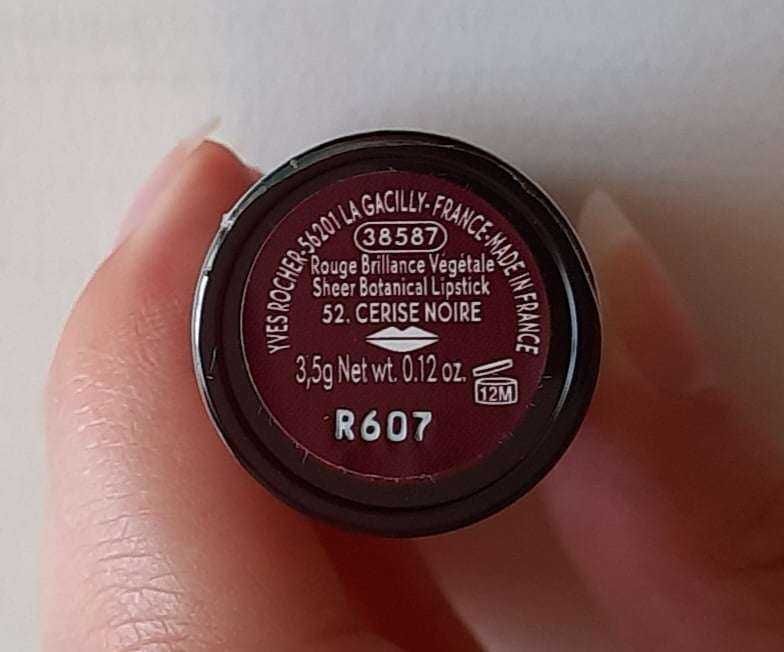 YVES ROCHER-56201 LA GACILLY-FRANCE-MADE IN FRANCE
38587
Rouge Brillance Végétale
Sheer Botanical Lipstick
52. CERISE NOIRE
3,5g Net wt. 0.12 oz.
12M
R607